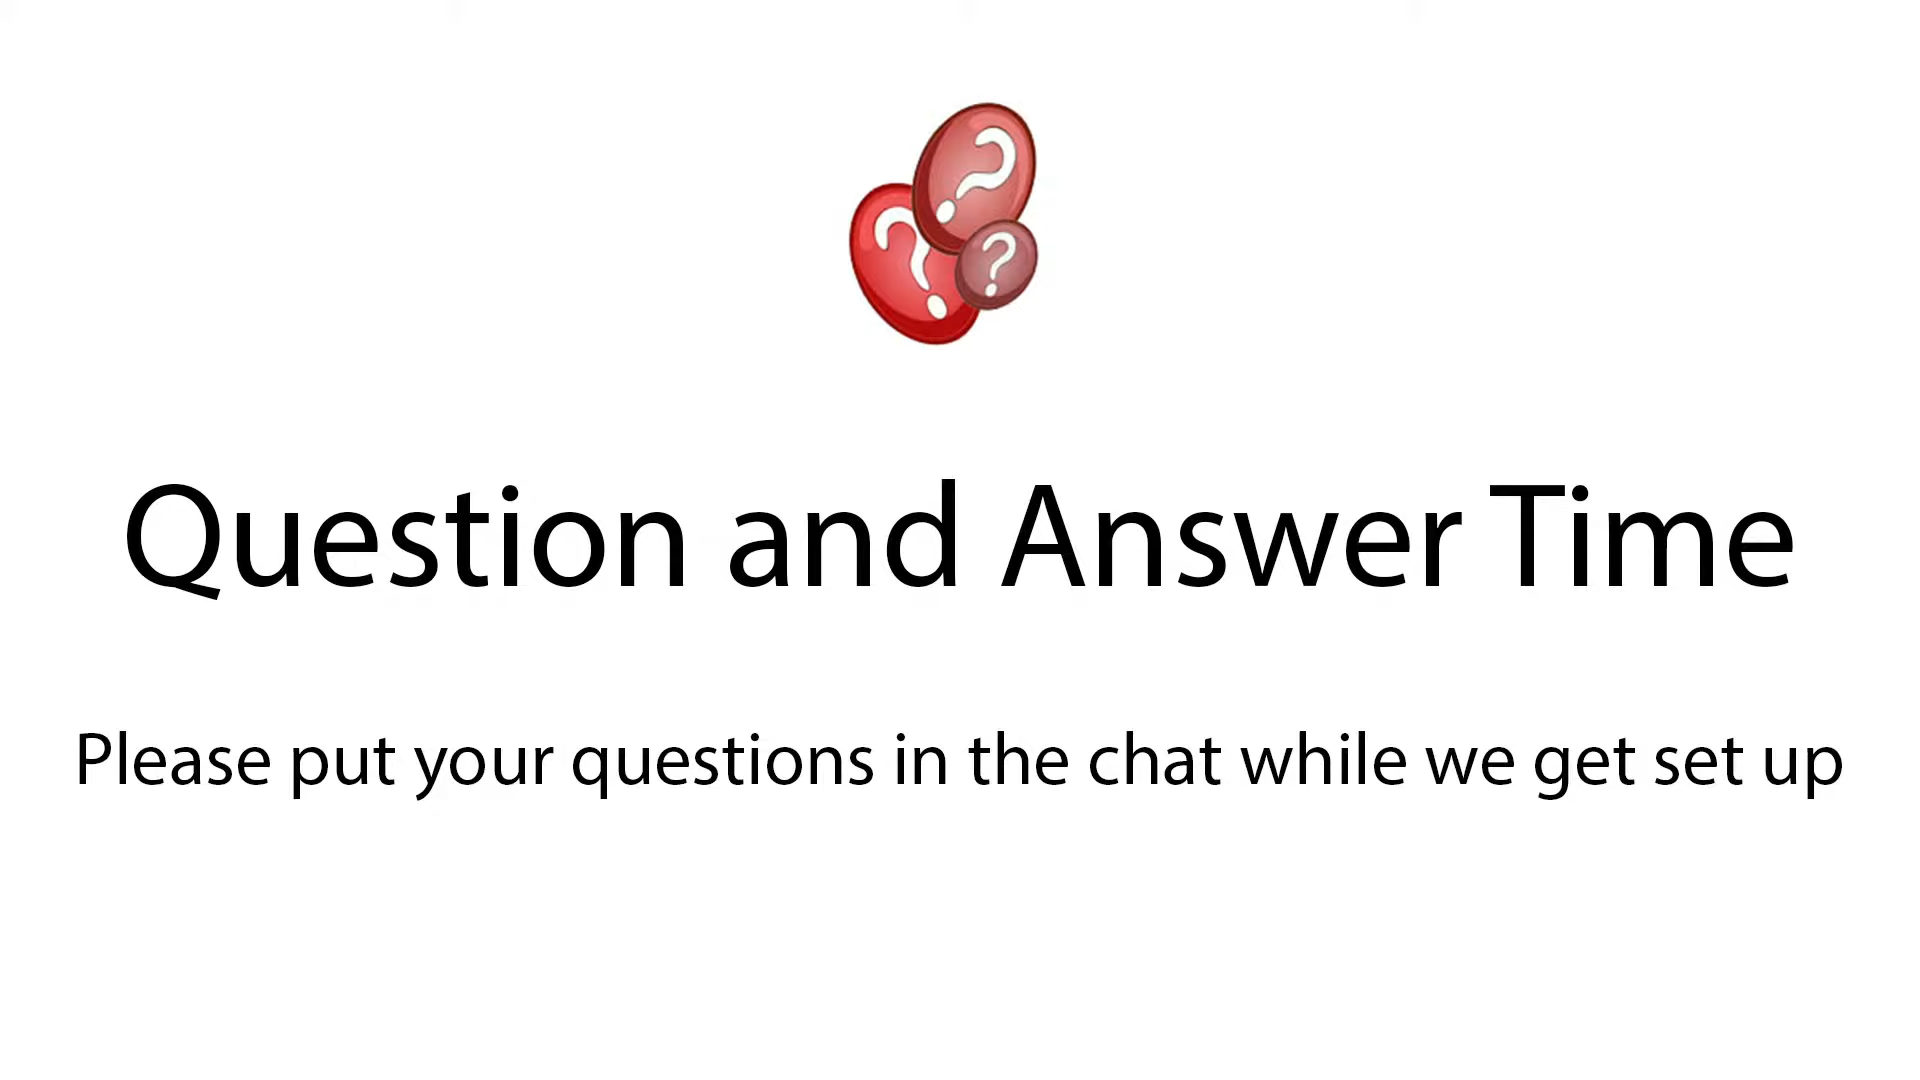 ? ? ?
Question and Answer Time
Please put your questions in the chat while we get set up